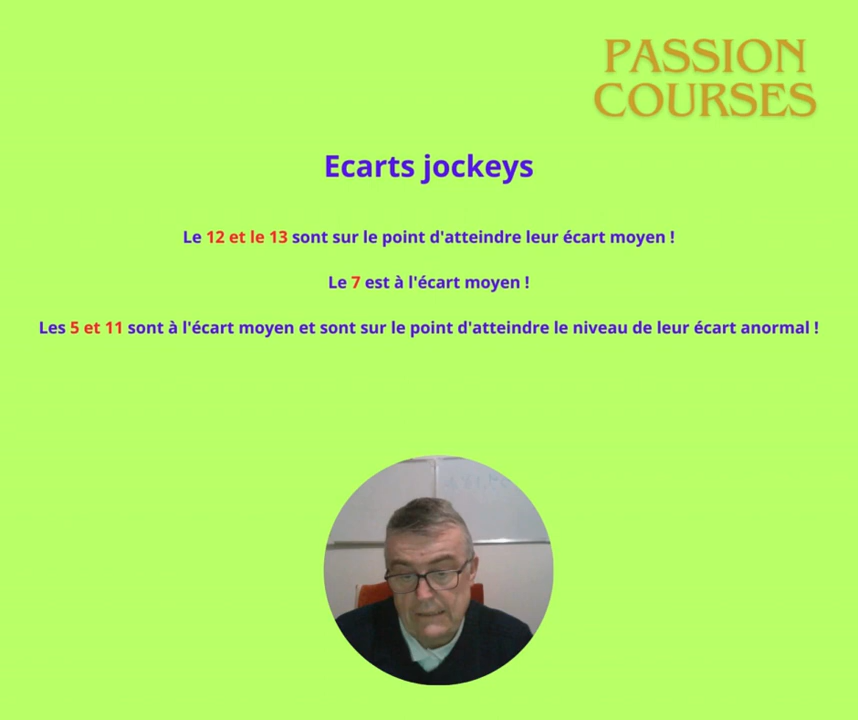 PASSION
COURSES
Ecarts jockeys
Le 12 et le 13 sont sur le point d'atteindre leur écart moyen !
Le 7 est à l'écart moyen !
Les 5 et 11 sont à l'écart moyen et sont sur le point d'atteindre le niveau de leur écart anormal !